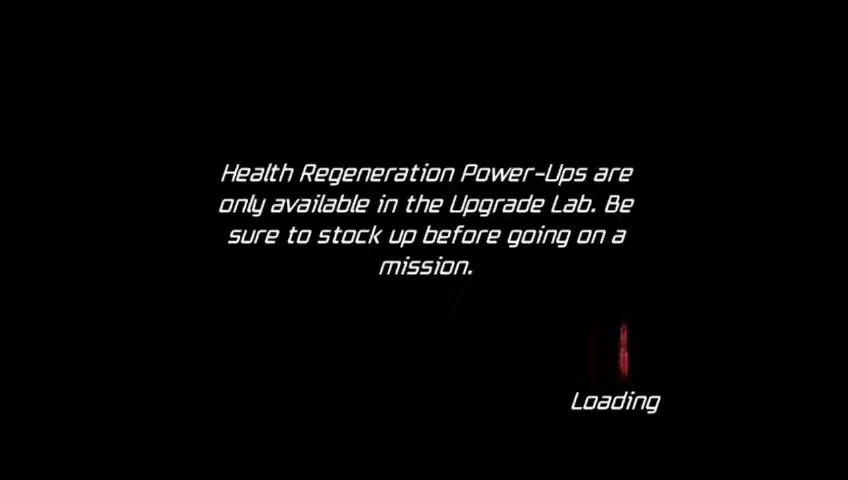 Health Regeneration Power-Ups are
only available in the Upgrade Lab. Be
sure to stock up before going on a
mission.
Loading